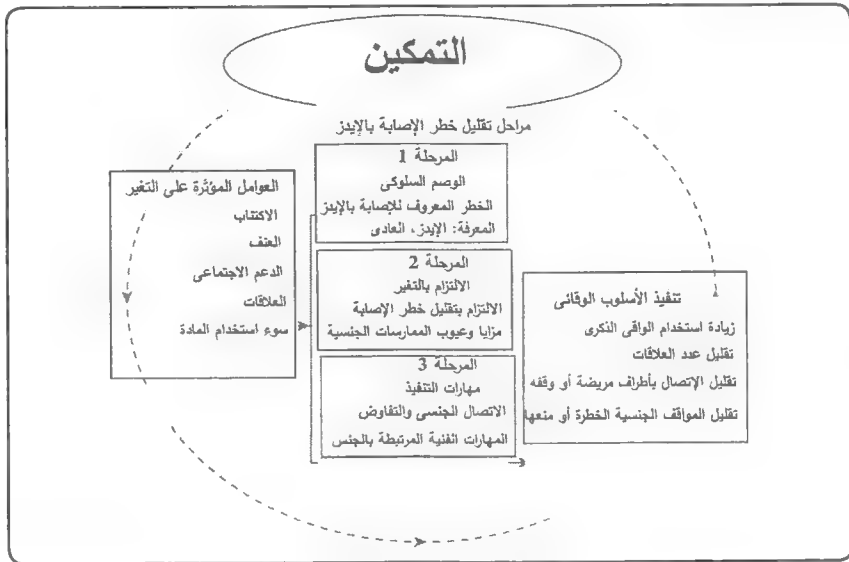 التمكين
مراحل تقليل خطر الإصابة بالإيدز
المرحلة 1
الوصم السلوكى
الخطر المعروف للإصابة بالإيدز
المعرفة: الإيدز، العادى
المرحلة 2
الالتزام بالتغير
الالتزام بتقليل خطر الإصابة
مزايا وعيوب الممارسات الجنسية
المرحلة 3
مهارات التنفيذ
الاتصال الجنسى والتفاوض
المهارات الفنية المرتبطة بالجنس
العوامل المؤثرة على التغير
الاكتئاب
العنف
الدعم الاجتماعى
العلاقات
سوء استخدام المادة
تنفيذ الأسلوب الوقائى
زيادة استخدام الواقى الذكرى
تقليل عدد العلاقات
تقليل الإتصال بأطراف مريضة أو وقفه
تقليل المواقف الجنسية الخطرة أو منعها